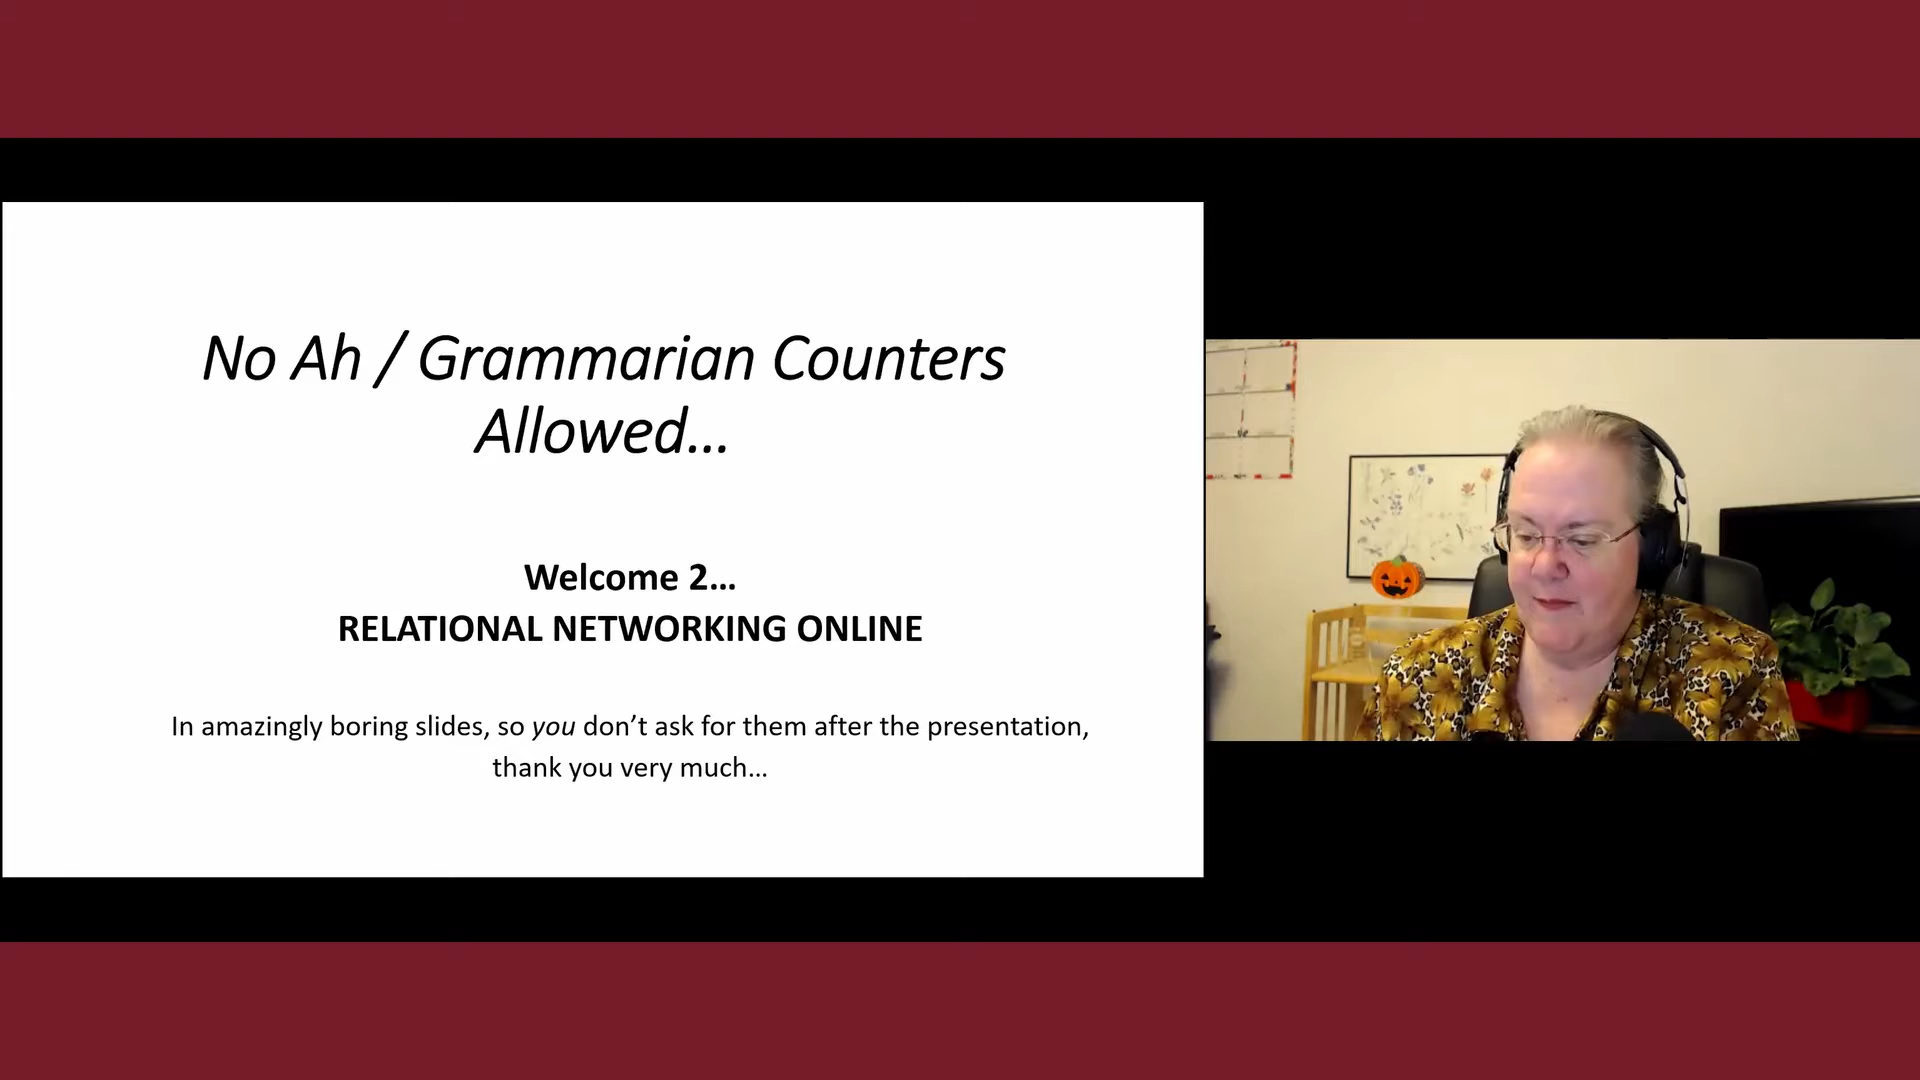 No Ah / Grammarian Counters
Allowed…
Welcome 2…
RELATIONAL NETWORKING ONLINE
In amazingly boring slides, so you don’t ask for them after the presentation,
thank you very much…